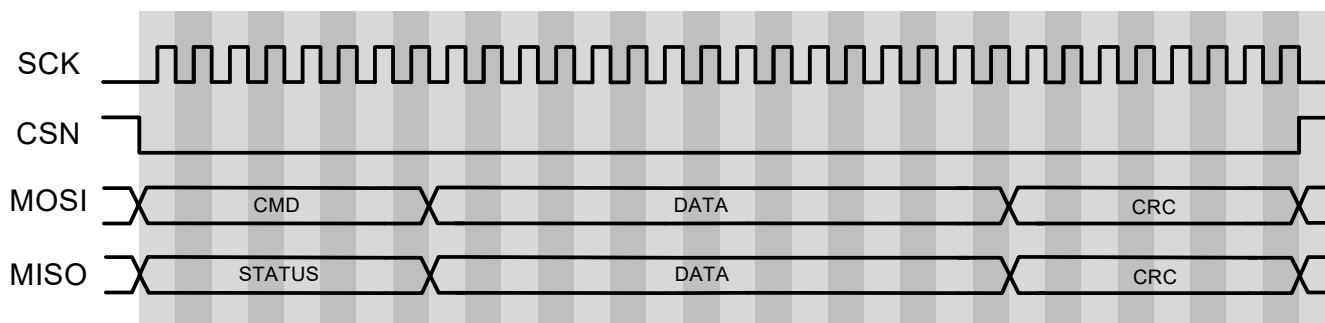 SCK
CSN
MOSI CMD DATA CRC
MISO STATUS DATA CRC